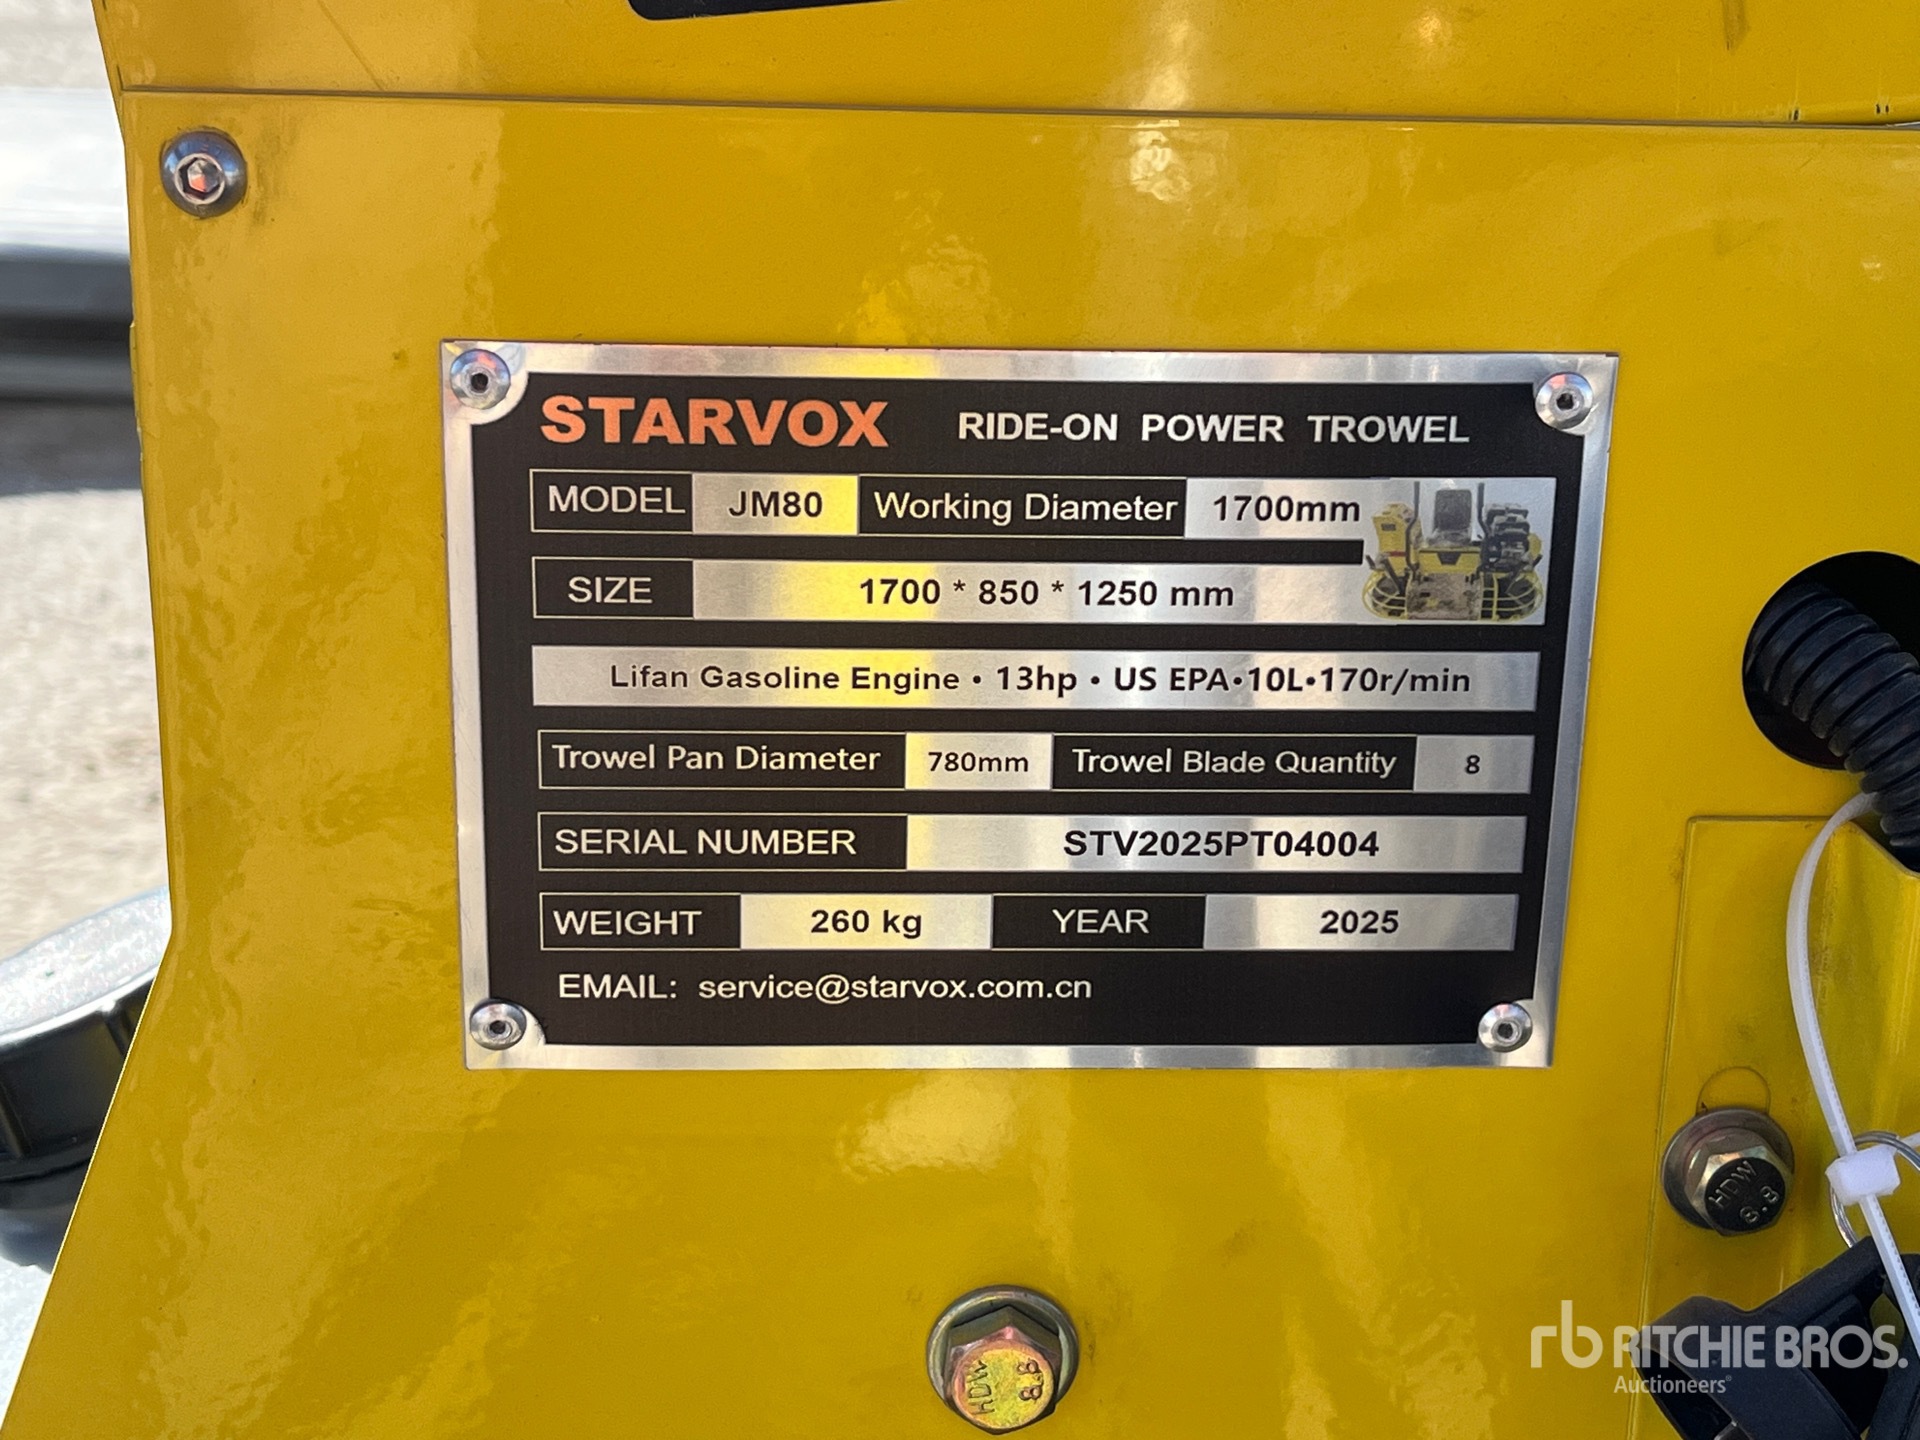 STARVOX RIDE-ON POWER TROWEL
MODEL JM80 Working Diameter 1700mm
SIZE 1700 * 850 * 1250 mm
Lifan Gasoline Engine • 13hp • US EPA•10L•170r/min
Trowel Pan Diameter 780mm Trowel Blade Quantity 8
SERIAL NUMBER STV2025PT04004
WEIGHT 260 kg YEAR 2025
EMAIL: service@starvox.com.cn
HDW
8.8
HDW
8.8
rb RITCHIE BROS.
Auctioneers